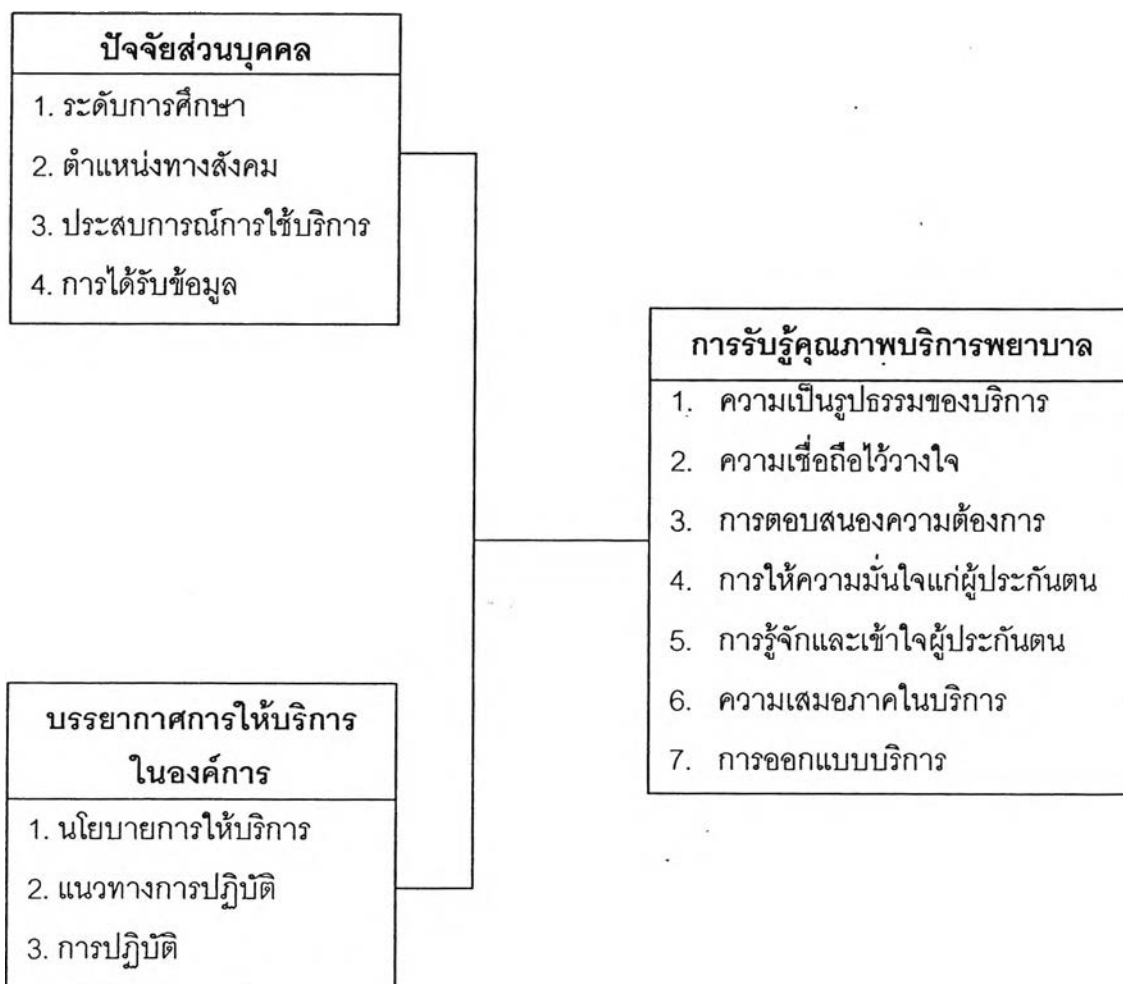 ปัจจัยส่วนบุคคล
1. ระดับการศึกษา
2. ตำแหน่งทางสังคม
3. ประสบการณ์การใช้บริการ
4. การได้รับข้อมูล
การรับรู้คุณภาพบริการพยาบาล
1. ความเป็นรูปธรรมของบริการ
2. ความเชื่อถือไว้วางใจ
3. การตอบสนองความต้องการ
4. การให้ความมั่นใจแก่ผู้ประกันตน
5. การรู้จักและเข้าใจผู้ประกันตน
6. ความเสมอภาคในบริการ
7. การออกแบบบริการ
บรรยากาศการให้บริการ
ในองค์การ
1. นโยบายการให้บริการ
2. แนวทางการปฏิบัติ
3. การปฏิบัติ